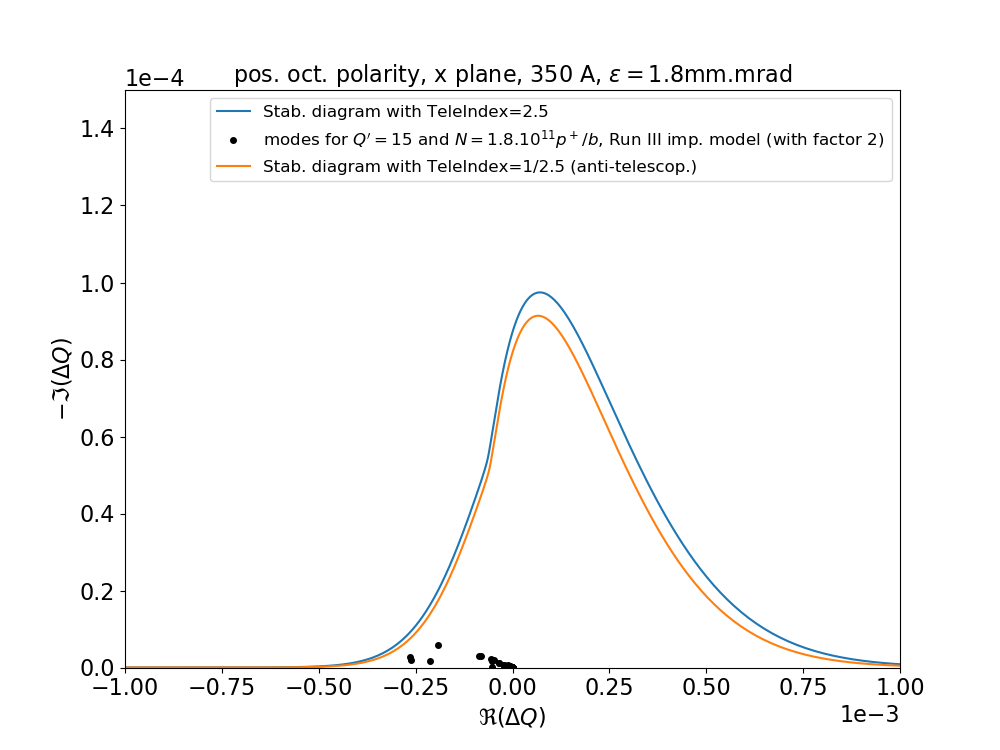 pos. oct. polarity, x plane, 350 A, ε = 1.8mm.mrad
1e−4
Stab. diagram with TeleIndex=2.5
modes for Q′ = 15 and N = 1.8.10¹¹p⁺/b, Run III imp. model (with factor 2)
Stab. diagram with TeleIndex=1/2.5 (anti-telescop.)
1.4
1.2
1.0
0.8
0.6
0.4
0.2
0.0
−ℑ(ΔQ)
−1.00 −0.75 −0.50 −0.25 0.00 0.25 0.50 0.75 1.00
ℜ(ΔQ)
1e−3